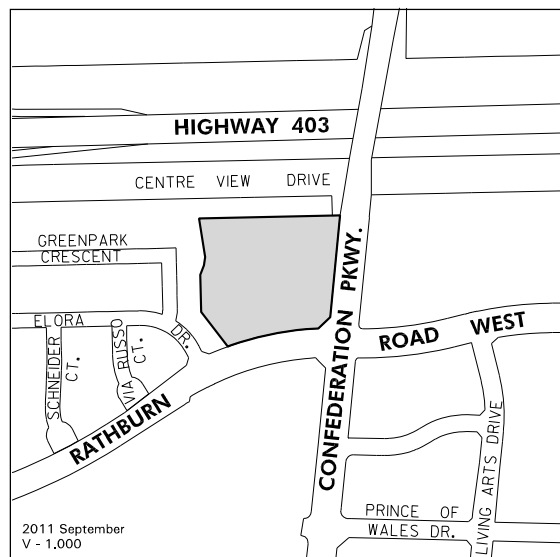 HIGHWAY 403
CENTRE VIEW DRIVE
GREENPARK
CRESCENT
CONFEDERATION PKWY.
ELORA
DR.
SCHNEIDER
CT.
VIA RUSSO
CT.
RATHBURN
ROAD WEST
LIVING ARTS DRIVE
PRINCE OF
WALES DR.
2011 September
V - 1.000